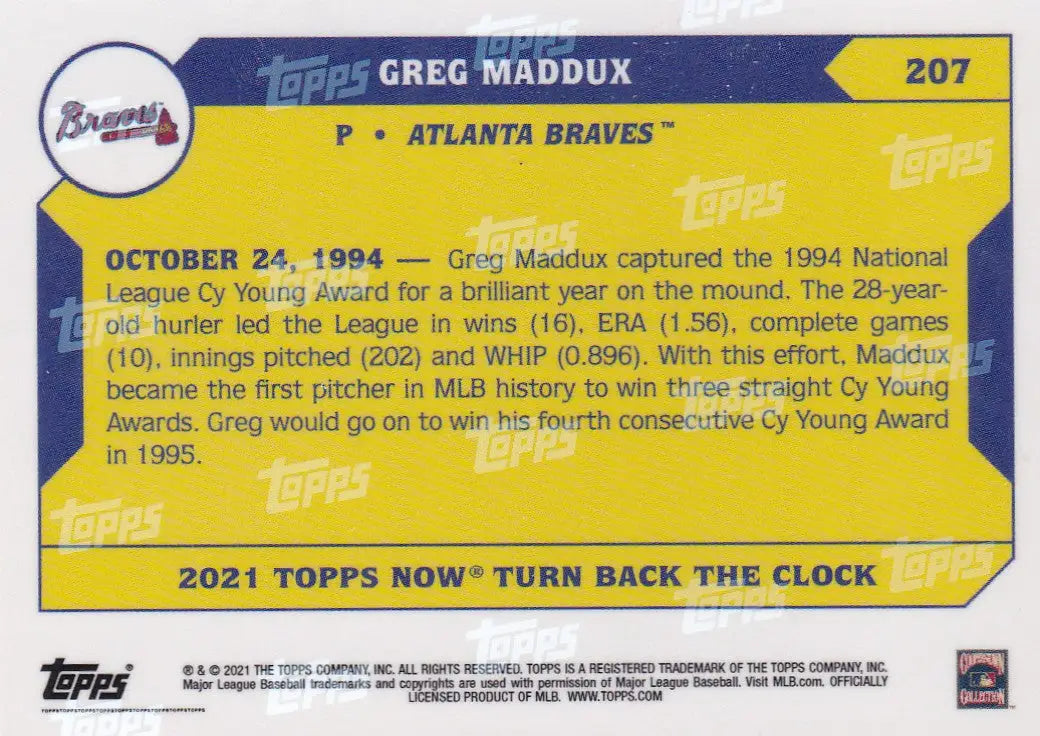 GREG MADDUX
207
Braves
P • ATLANTA BRAVES™
OCTOBER 24, 1994 — Greg Maddux captured the 1994 National
League Cy Young Award for a brilliant year on the mound. The 28-year-
old hurler led the League in wins (16), ERA (1.56), complete games
(10), innings pitched (202) and WHIP (0.896). With this effort, Maddux
became the first pitcher in MLB history to win three straight Cy Young
Awards. Greg would go on to win his fourth consecutive Cy Young Award
in 1995.
2021 TOPPS NOW® TURN BACK THE CLOCK
Topps®
TOPPSTOPPSTOPPSTOPPSTOPPSTOPPSTOPPSTOPPS
® & © 2021 THE TOPPS COMPANY, INC. ALL RIGHTS RESERVED. TOPPS IS A REGISTERED TRADEMARK OF THE TOPPS COMPANY, INC.
Major League Baseball trademarks and copyrights are used with permission of Major League Baseball. Visit MLB.com. OFFICIALLY
LICENSED PRODUCT OF MLB. WWW.TOPPS.COM
COOPERSTOWN
COLLECTION